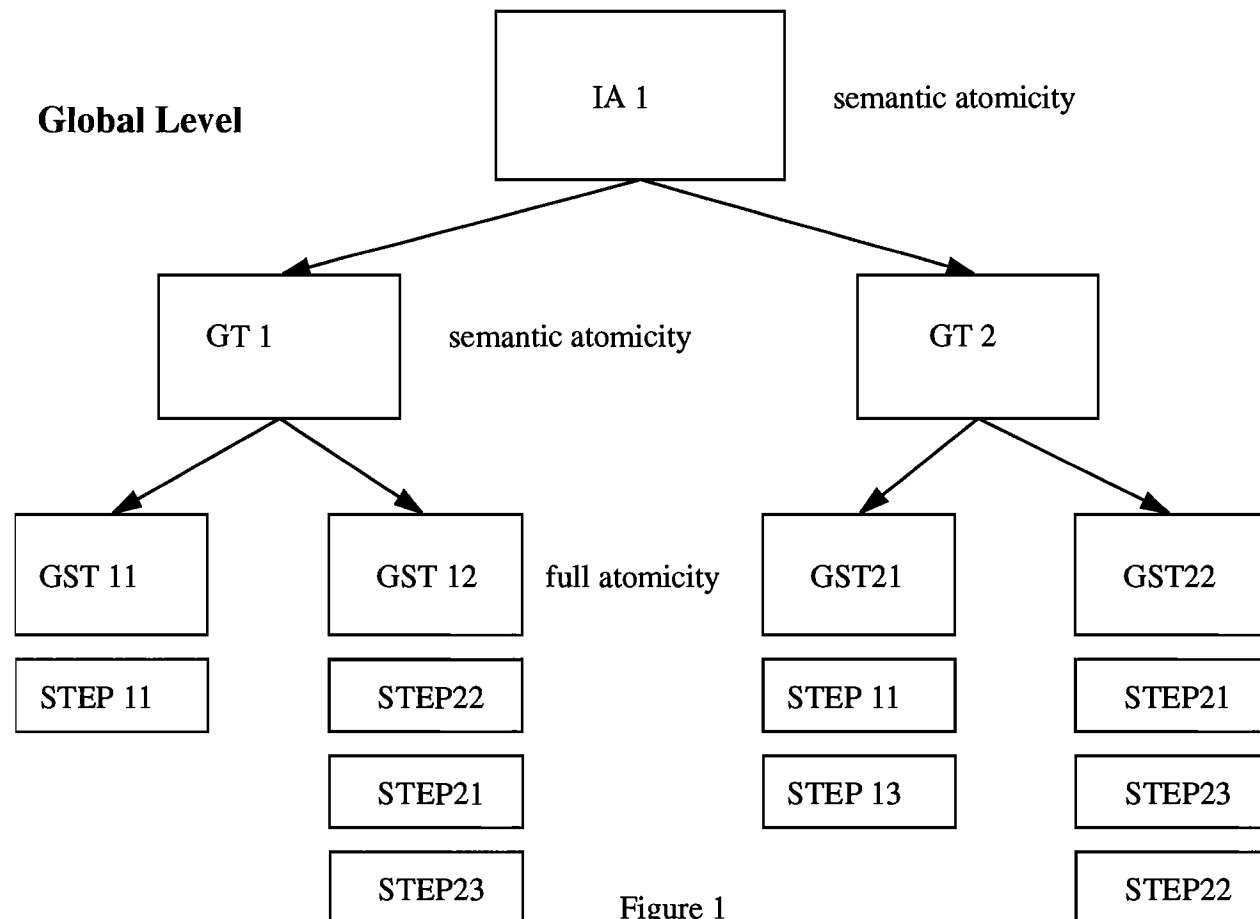 IA 1
semantic atomicity
Global Level
GT 1
semantic atomicity
GT 2
GST 11
GST 12
full atomicity
GST21
GST22
STEP 11
STEP22
STEP 11
STEP21
STEP21
STEP 13
STEP23
STEP23
STEP22
Figure 1